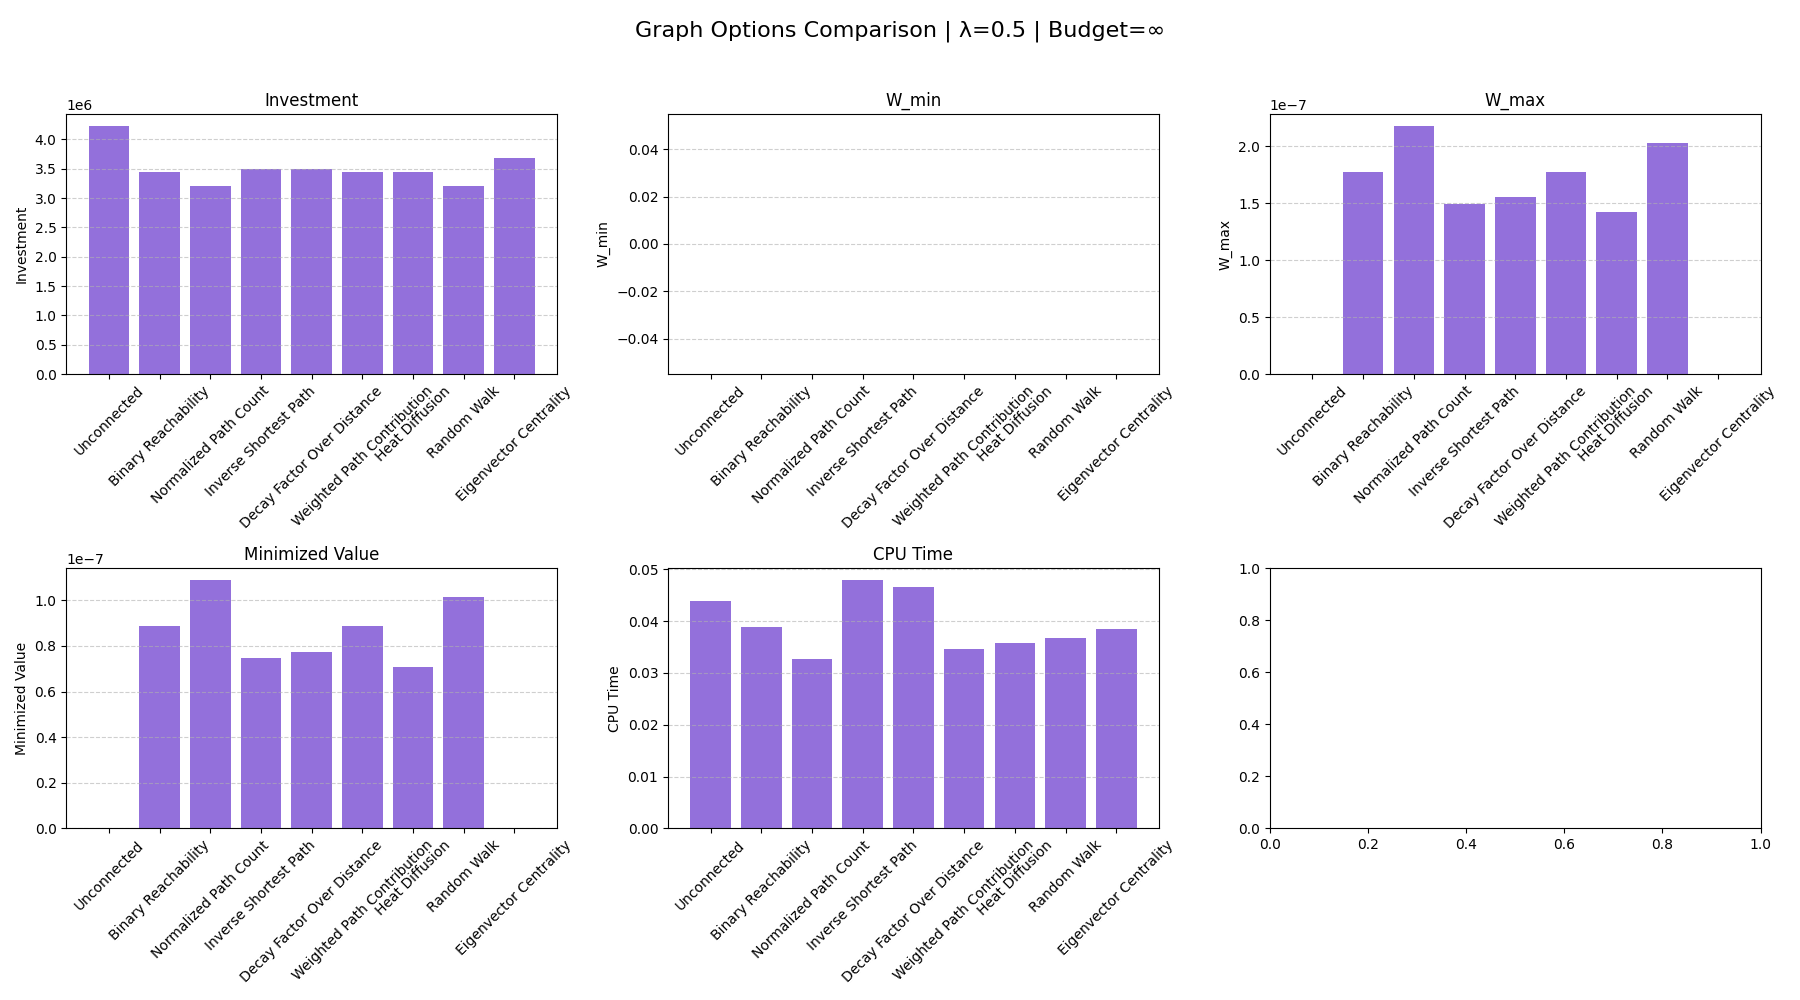 Graph Options Comparison | λ=0.5 | Budget=∞
Investment
1e6
Investment
4.0
3.5
3.0
2.5
2.0
1.5
1.0
0.5
0.0
Unconnected
Binary Reachability
Normalized Path Count
Inverse Shortest Path
Decay Factor Over Distance
Weighted Path Contribution
Heat Diffusion
Random Walk
Eigenvector Centrality
W_min
W_min
0.04
0.02
0.00
−0.02
−0.04
Unconnected
Binary Reachability
Normalized Path Count
Inverse Shortest Path
Decay Factor Over Distance
Weighted Path Contribution
Heat Diffusion
Random Walk
Eigenvector Centrality
W_max
1e−7
W_max
2.0
1.5
1.0
0.5
0.0
Unconnected
Binary Reachability
Normalized Path Count
Inverse Shortest Path
Decay Factor Over Distance
Weighted Path Contribution
Heat Diffusion
Random Walk
Eigenvector Centrality
Minimized Value
1e−7
Minimized Value
1.0
0.8
0.6
0.4
0.2
0.0
Unconnected
Binary Reachability
Normalized Path Count
Inverse Shortest Path
Decay Factor Over Distance
Weighted Path Contribution
Heat Diffusion
Random Walk
Eigenvector Centrality
CPU Time
CPU Time
0.05
0.04
0.03
0.02
0.01
0.00
Unconnected
Binary Reachability
Normalized Path Count
Inverse Shortest Path
Decay Factor Over Distance
Weighted Path Contribution
Heat Diffusion
Random Walk
Eigenvector Centrality
1.0
0.8
0.6
0.4
0.2
0.0
0.0 0.2 0.4 0.6 0.8 1.0